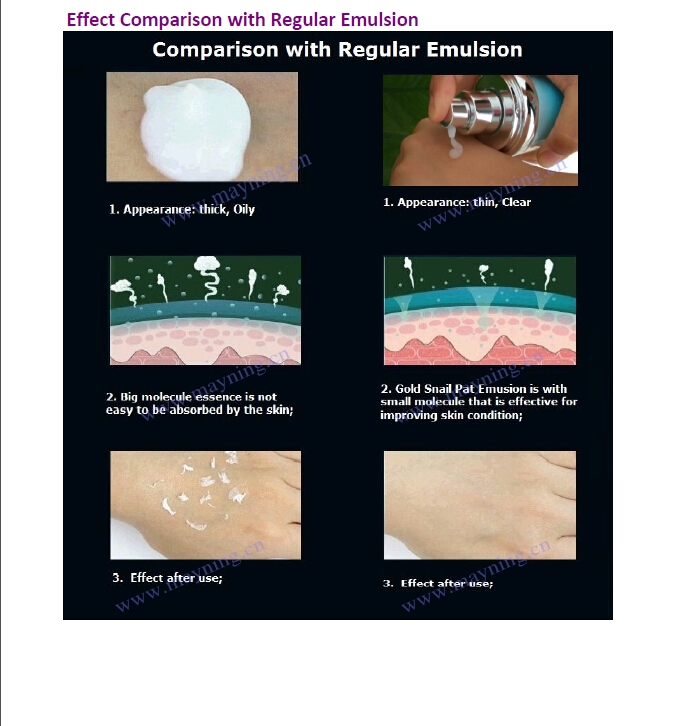 Effect Comparison with Regular Emulsion
Comparison with Regular Emulsion
www.mayning.cn
www.mayning.cn
1. Appearance: thick, Oily
1. Appearance: thin, Clear
www.mayning.cn
www.mayning.cn
2. Big molecule essence is not
easy to be absorbed by the skin;
2. Gold Snail Pat Emusion is with
small molecule that is effective for
improving skin condition;
www.mayning.cn
www.mayning.cn
3. Effect after use;
3. Effect after use;